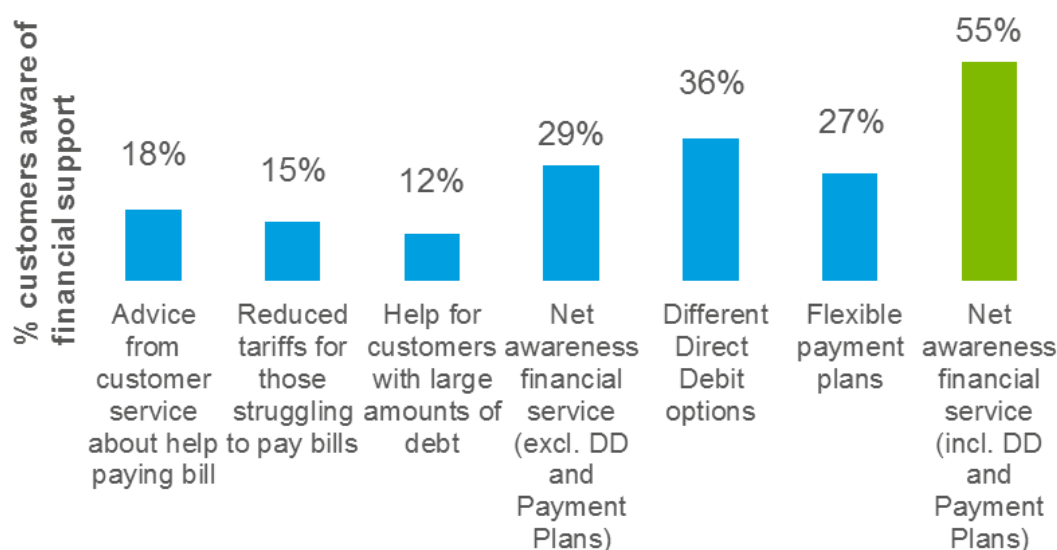 % customers aware of
financial support
18%
15%
12%
29%
36%
27%
55%
Advice
from
customer
service
about help
paying bill
Reduced
tariffs for
those
struggling
to pay bills
Help for
customers
with large
amounts of
debt
Net
awareness
financial
service
(excl. DD
and
Payment
Plans)
Different
Direct
Debit
options
Flexible
payment
plans
Net
awareness
financial
service
(incl. DD
and
Payment
Plans)